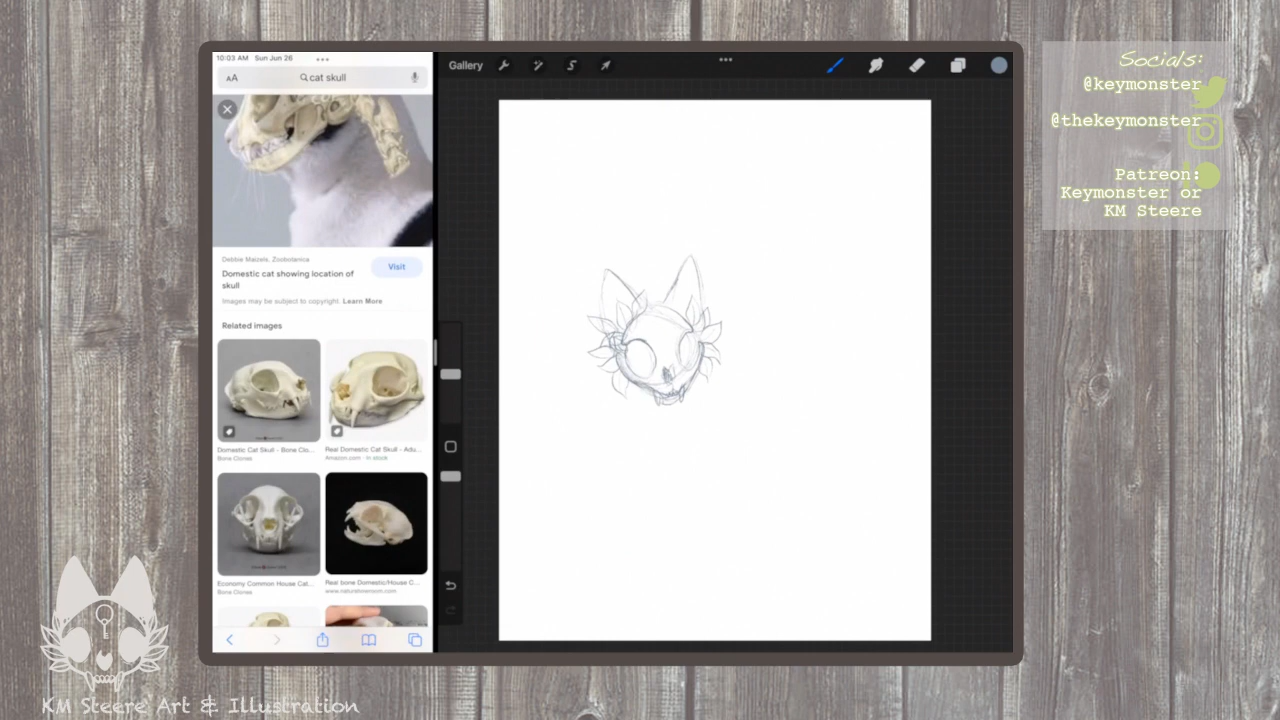 10:03 AM Sun Jun 26
AA
cat skull
Debbie Maizels, Zoobotanica
Domestic cat showing location of
skull
Visit
Images may be subject to copyright. Learn More
Related images
Domestic Cat Skull - Bone Clo...
Bone Clones
Real Domestic Cat Skull - Adu...
Amazon.com · In stock
Economy Common House Cat...
Bone Clones
Real bone Domestic/House C...
www.naturaltowroom.com
Gallery
Socials:
@keymonster
@thekeymonster
Patreon:
Keymonster or
KM Steere
KM Steere Art & Illustration